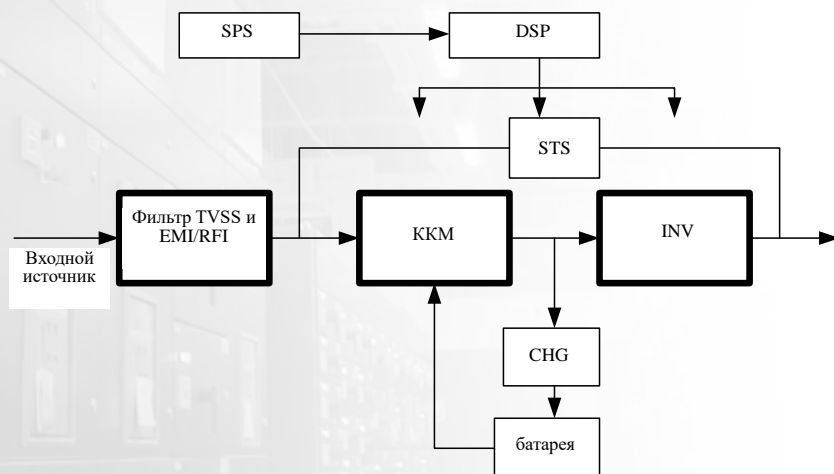 SPS
DSP
STS
Фильтр TVSS и
EMI/RFI
ККМ
INV
Входной
источник
CHG
батарея